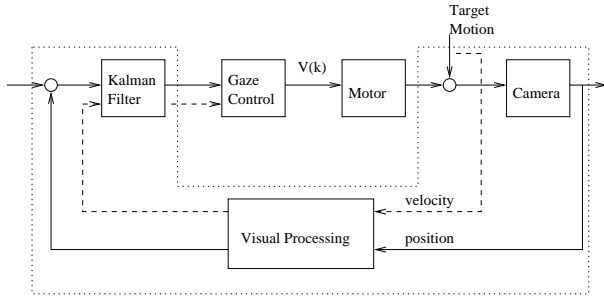 Target
Motion
Kalman
Filter
Gaze
Control
V(k)
Motor
Camera
velocity
Visual Processing
position